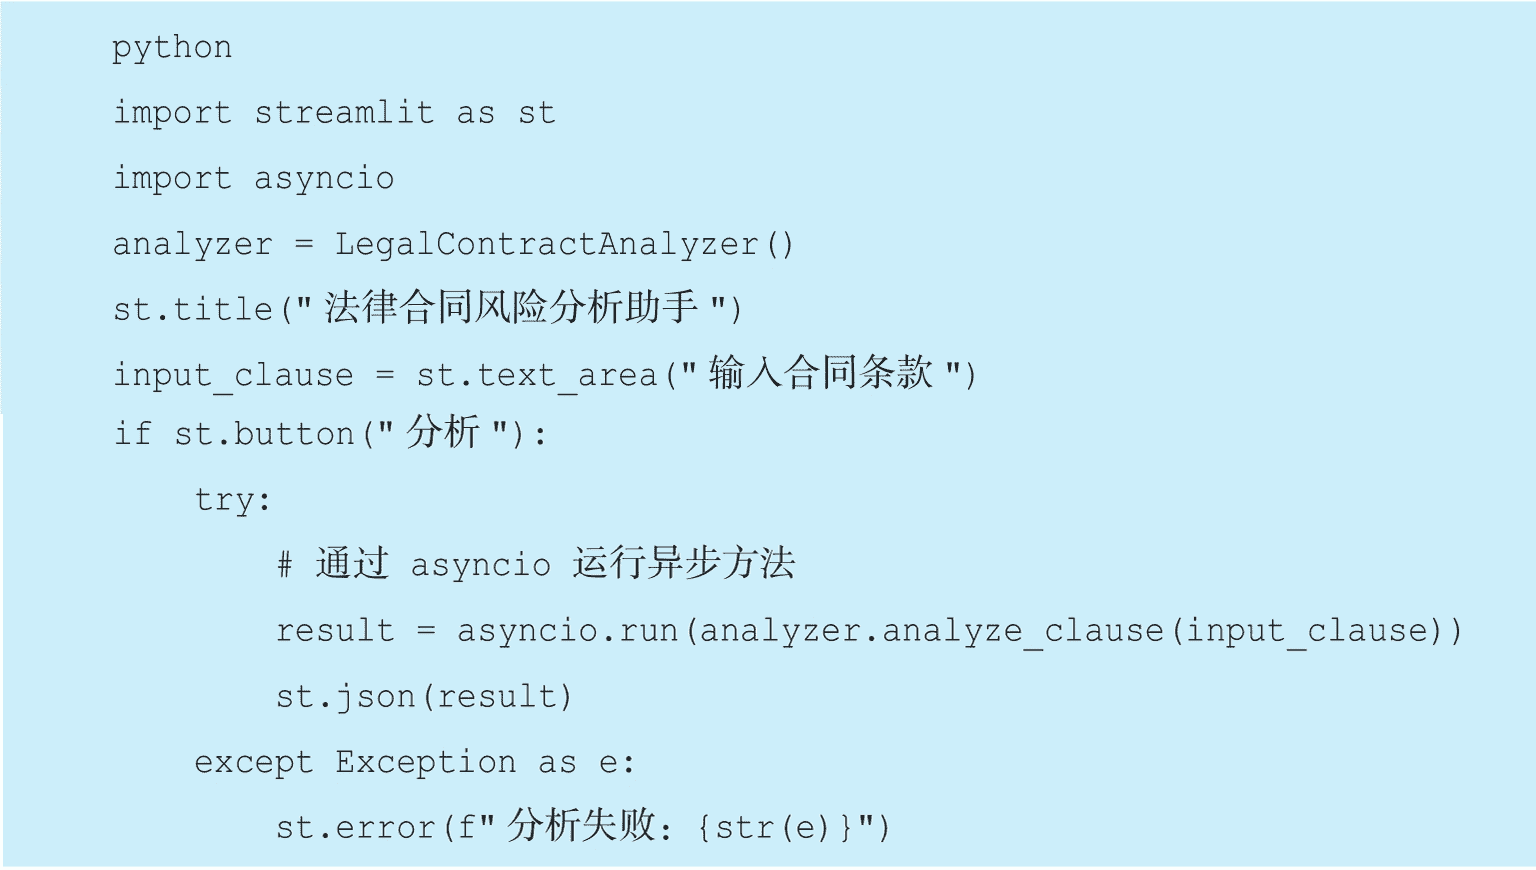 python
import streamlit as st
import asyncio
analyzer = LegalContractAnalyzer()
st.title(" 法律合同风险分析助手 ")
input_clause = st.text_area(" 输入合同条款 ")
if st.button(" 分析 "):
    try:
        # 通过 asyncio 运行异步方法
        result = asyncio.run(analyzer.analyze_clause(input_clause))
        st.json(result)
    except Exception as e:
        st.error(f" 分析失败：{str(e)}")